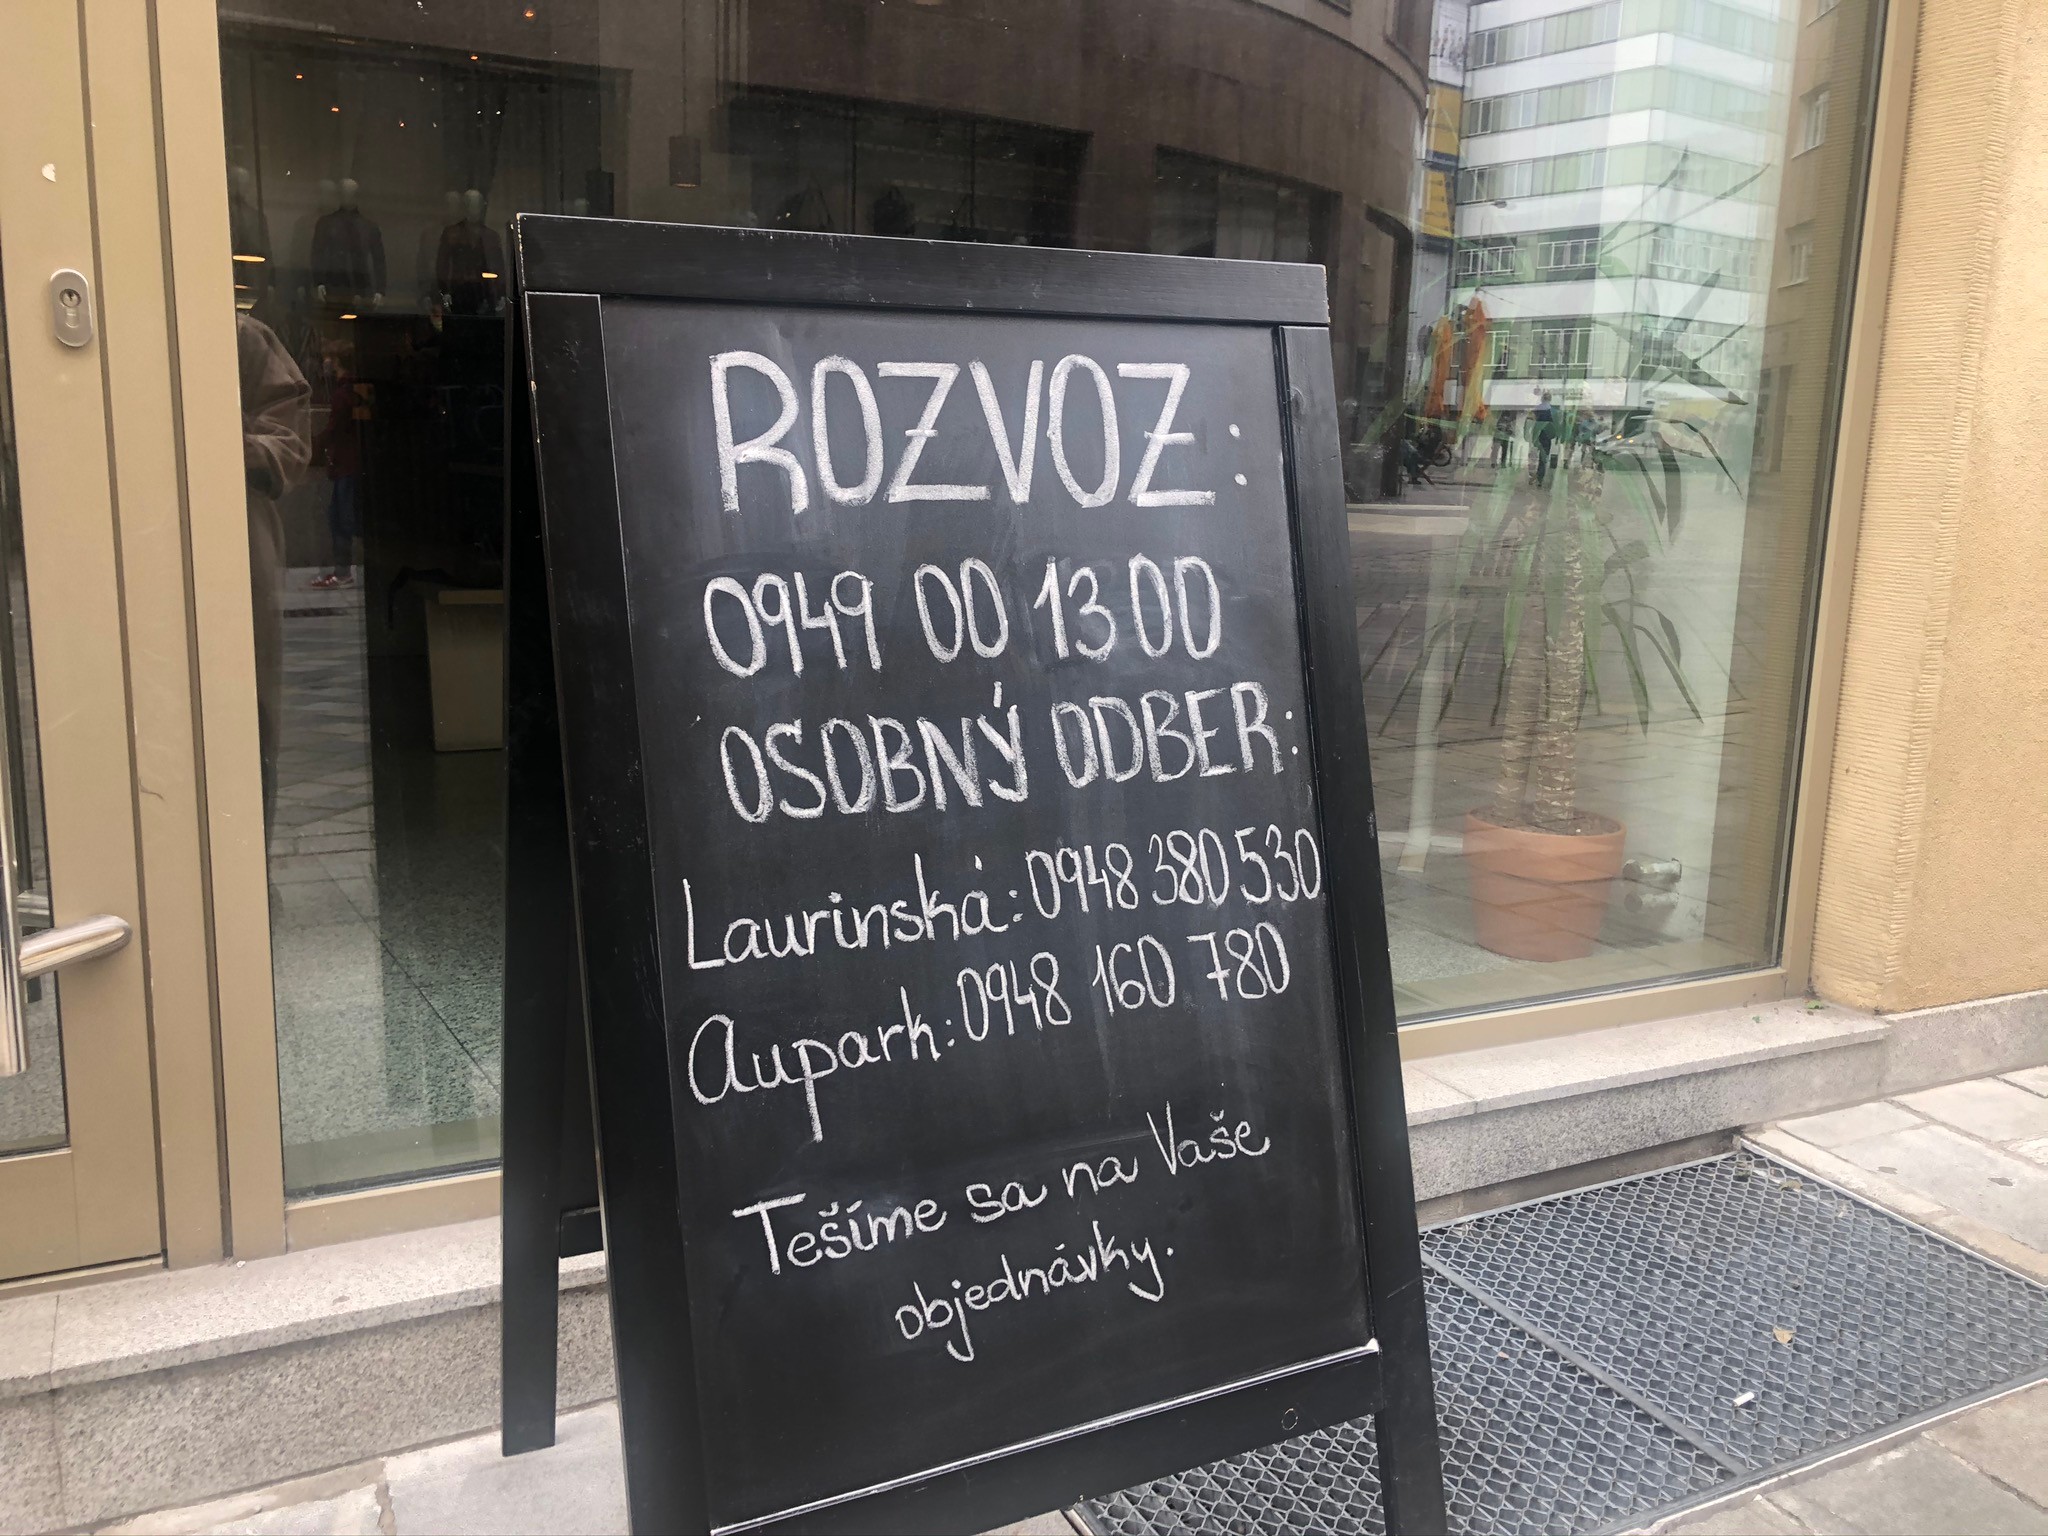 ROZVOZ:
0949 00 13 00
OSOBNÝ ODBER:
Laurinská: 0948 380 530
Aupark: 0948 160 780
Tešíme sa na Vaše
objednávky.